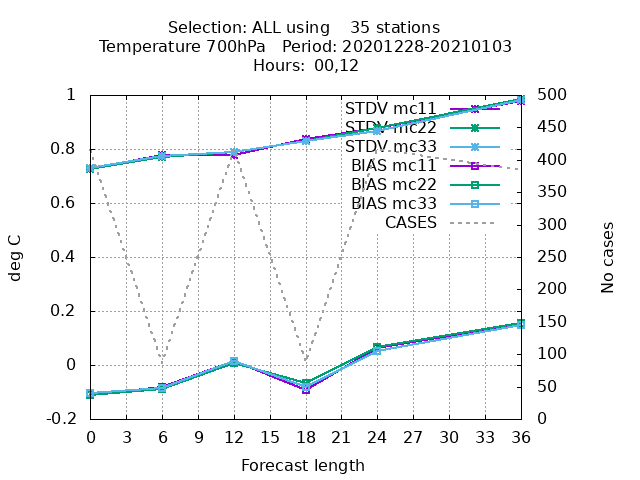 Selection: ALL using    35 stations
Temperature 700hPa   Period: 20201228-20210103
Hours:  00,12
STDV mc11
STDV mc22
STDV mc33
BIAS mc11
BIAS mc22
BIAS mc33
CASES
1
0.8
0.6
0.4
0.2
0
-0.2
deg C
500
450
400
350
300
250
200
150
100
50
0
No cases
0 3 6 9 12 15 18 21 24 27 30 33 36
Forecast length